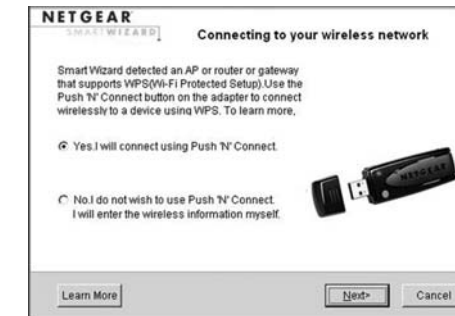 NETGEAR
SMARTWIZARD
Connecting to your wireless network
Smart Wizard detected an AP or router or gateway
that supports WPS(Wi-Fi Protected Setup).Use the
Push 'N' Connect button on the adapter to connect
wirelessly to a device using WPS. To learn more,
Yes.I will connect using Push 'N' Connect.
NETGEAR
No.I do not wish to use Push 'N' Connect.
I will enter the wireless information myself.
Learn More
Next>
Cancel